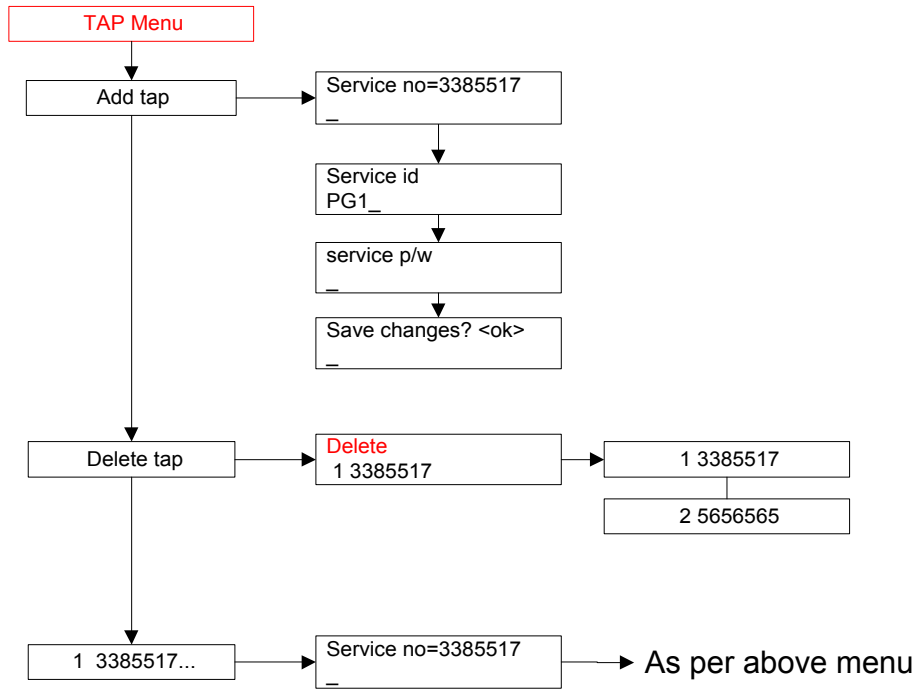 TAP Menu
Add tap
Service no=3385517
_
Service id
PG1_
service p/w
_
Save changes? <ok>
_
Delete tap
Delete
1 3385517
1 3385517
2 5656565
1 3385517...
Service no=3385517
_
As per above menu